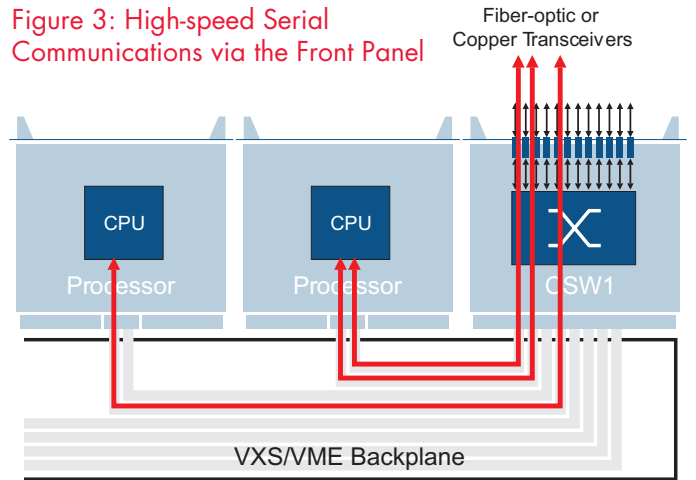 Figure 3: High-speed Serial
Communications via the Front Panel
Fiber-optic or
Copper Transceivers
CPU
CPU
Processor
Processor
CSW1
VXS/VME Backplane